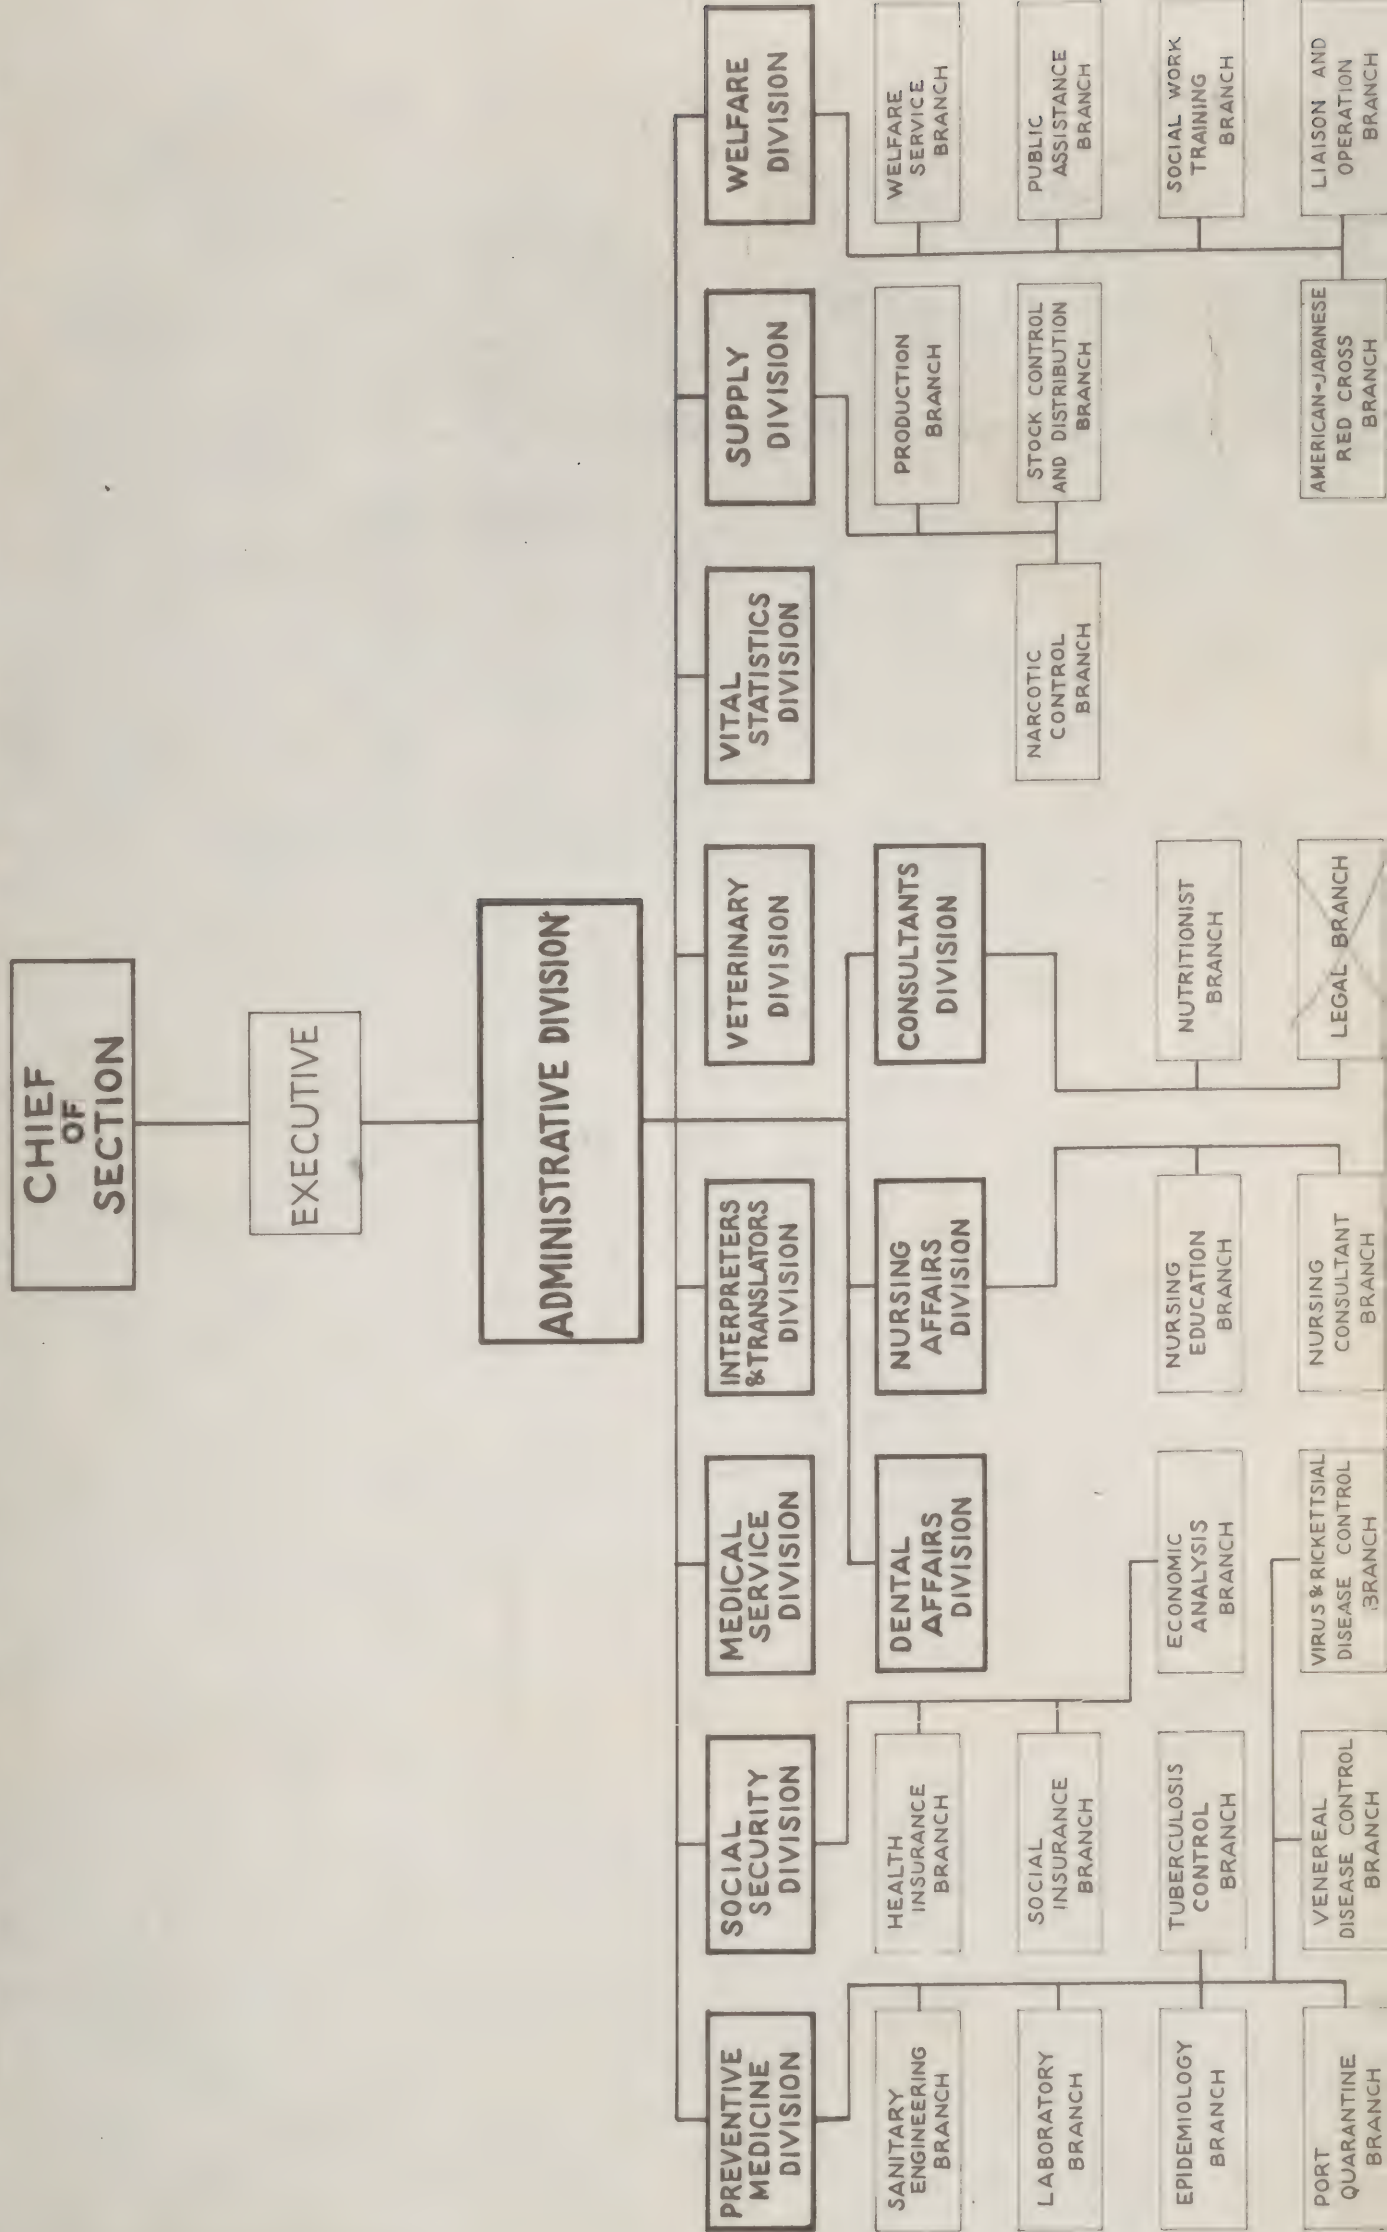 CHIEF
OF
SECTION
EXECUTIVE
ADMINISTRATIVE DIVISION
PREVENTIVE
MEDICINE
DIVISION
SOCIAL
SECURITY
DIVISION
MEDICAL
SERVICE
DIVISION
INTERPRETERS
&TRANSLATORS
DIVISION
VETERINARY
DIVISION
VITAL
STATISTICS
DIVISION
SUPPLY
DIVISION
WELFARE
DIVISION
DENTAL
AFFAIRS
DIVISION
NURSING
AFFAIRS
DIVISION
CONSULTANTS
DIVISION
SANITARY
ENGINEERING
BRANCH
HEALTH
INSURANCE
BRANCH
PRODUCTION
BRANCH
WELFARE
SERVICE
BRANCH
LABORATORY
BRANCH
SOCIAL
INSURANCE
BRANCH
NARCOTIC
CONTROL
BRANCH
STOCK CONTROL
AND DISTRIBUTION
BRANCH
PUBLIC
ASSISTANCE
BRANCH
EPIDEMIOLOGY
BRANCH
TUBERCULOSIS
CONTROL
BRANCH
ECONOMIC
ANALYSIS
BRANCH
NURSING
EDUCATION
BRANCH
NUTRITIONIST
BRANCH
SOCIAL WORK
TRAINING
BRANCH
PORT
QUARANTINE
BRANCH
VENEREAL
DISEASE CONTROL
BRANCH
VIRUS & RICKETTSIAL
DISEASE CONTROL
BRANCH
NURSING
CONSULTANT
BRANCH
LEGAL BRANCH
AMERICAN-JAPANESE
RED CROSS
BRANCH
LIAISON AND
OPERATION
BRANCH